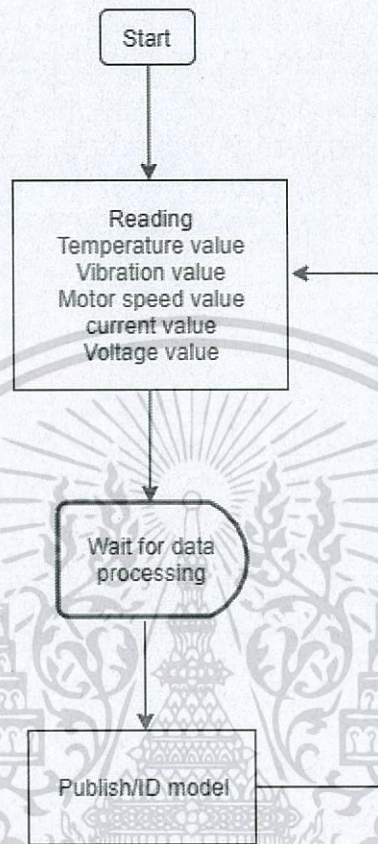 Start
Reading
Temperature value
Vibration value
Motor speed value
current value
Voltage value
Wait for data
processing
Publish/ID model